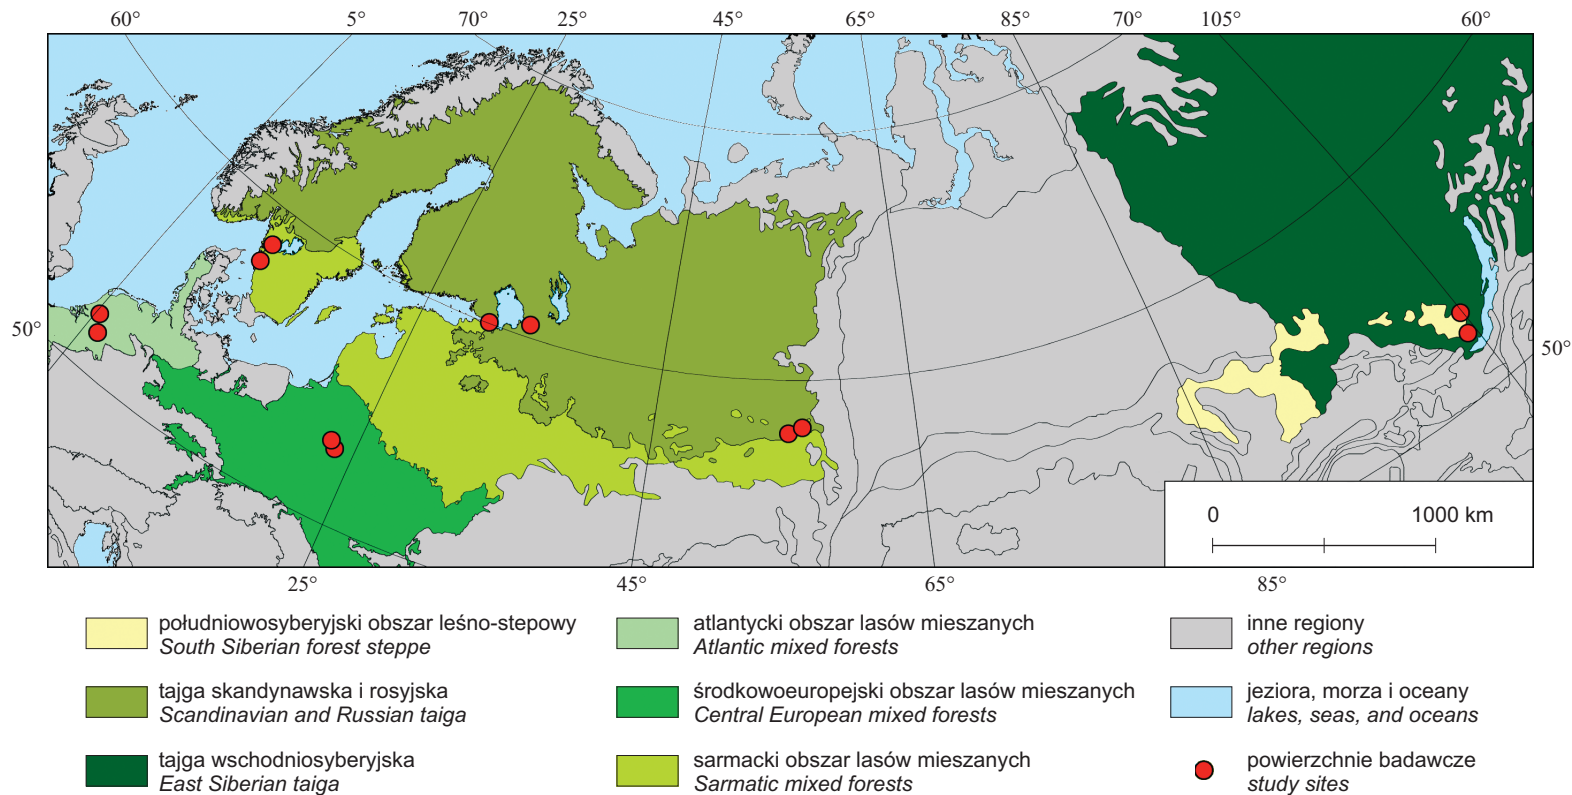 60° 5° 70° 25° 45° 65° 85° 70° 105° 60°
50°
50°
0 1000 km
25° 45° 65° 85°
południowosyberyjski obszar leśno-stepowy
South Siberian forest steppe
tajga skandynawska i rosyjska
Scandinavian and Russian taiga
tajga wschodniosyberyjska
East Siberian taiga
atlantycki obszar lasów mieszanych
Atlantic mixed forests
środkowoeuropejski obszar lasów mieszanych
Central European mixed forests
sarmacki obszar lasów mieszanych
Sarmatic mixed forests
inne regiony
other regions
jeziora, morza i oceany
lakes, seas, and oceans
powierzchnie badawcze
study sites